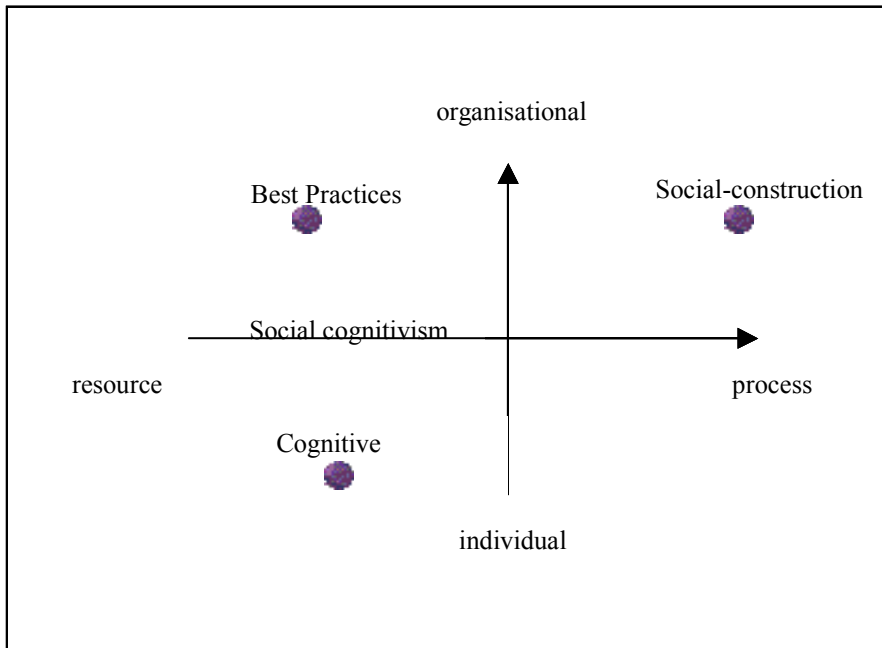 organisational
Best Practices
Social-construction
Social cognitivism
resource
process
Cognitive
individual